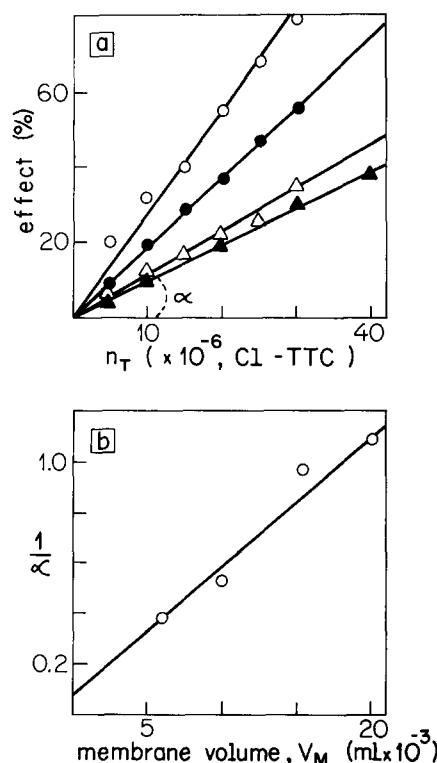 a
60
20
effect (%)
α
10
40
n_T (×10⁻⁶, Cl-TTC)
b
1.0
0.2
1/α
5
20
membrane volume, V_M (ml×10⁻³)